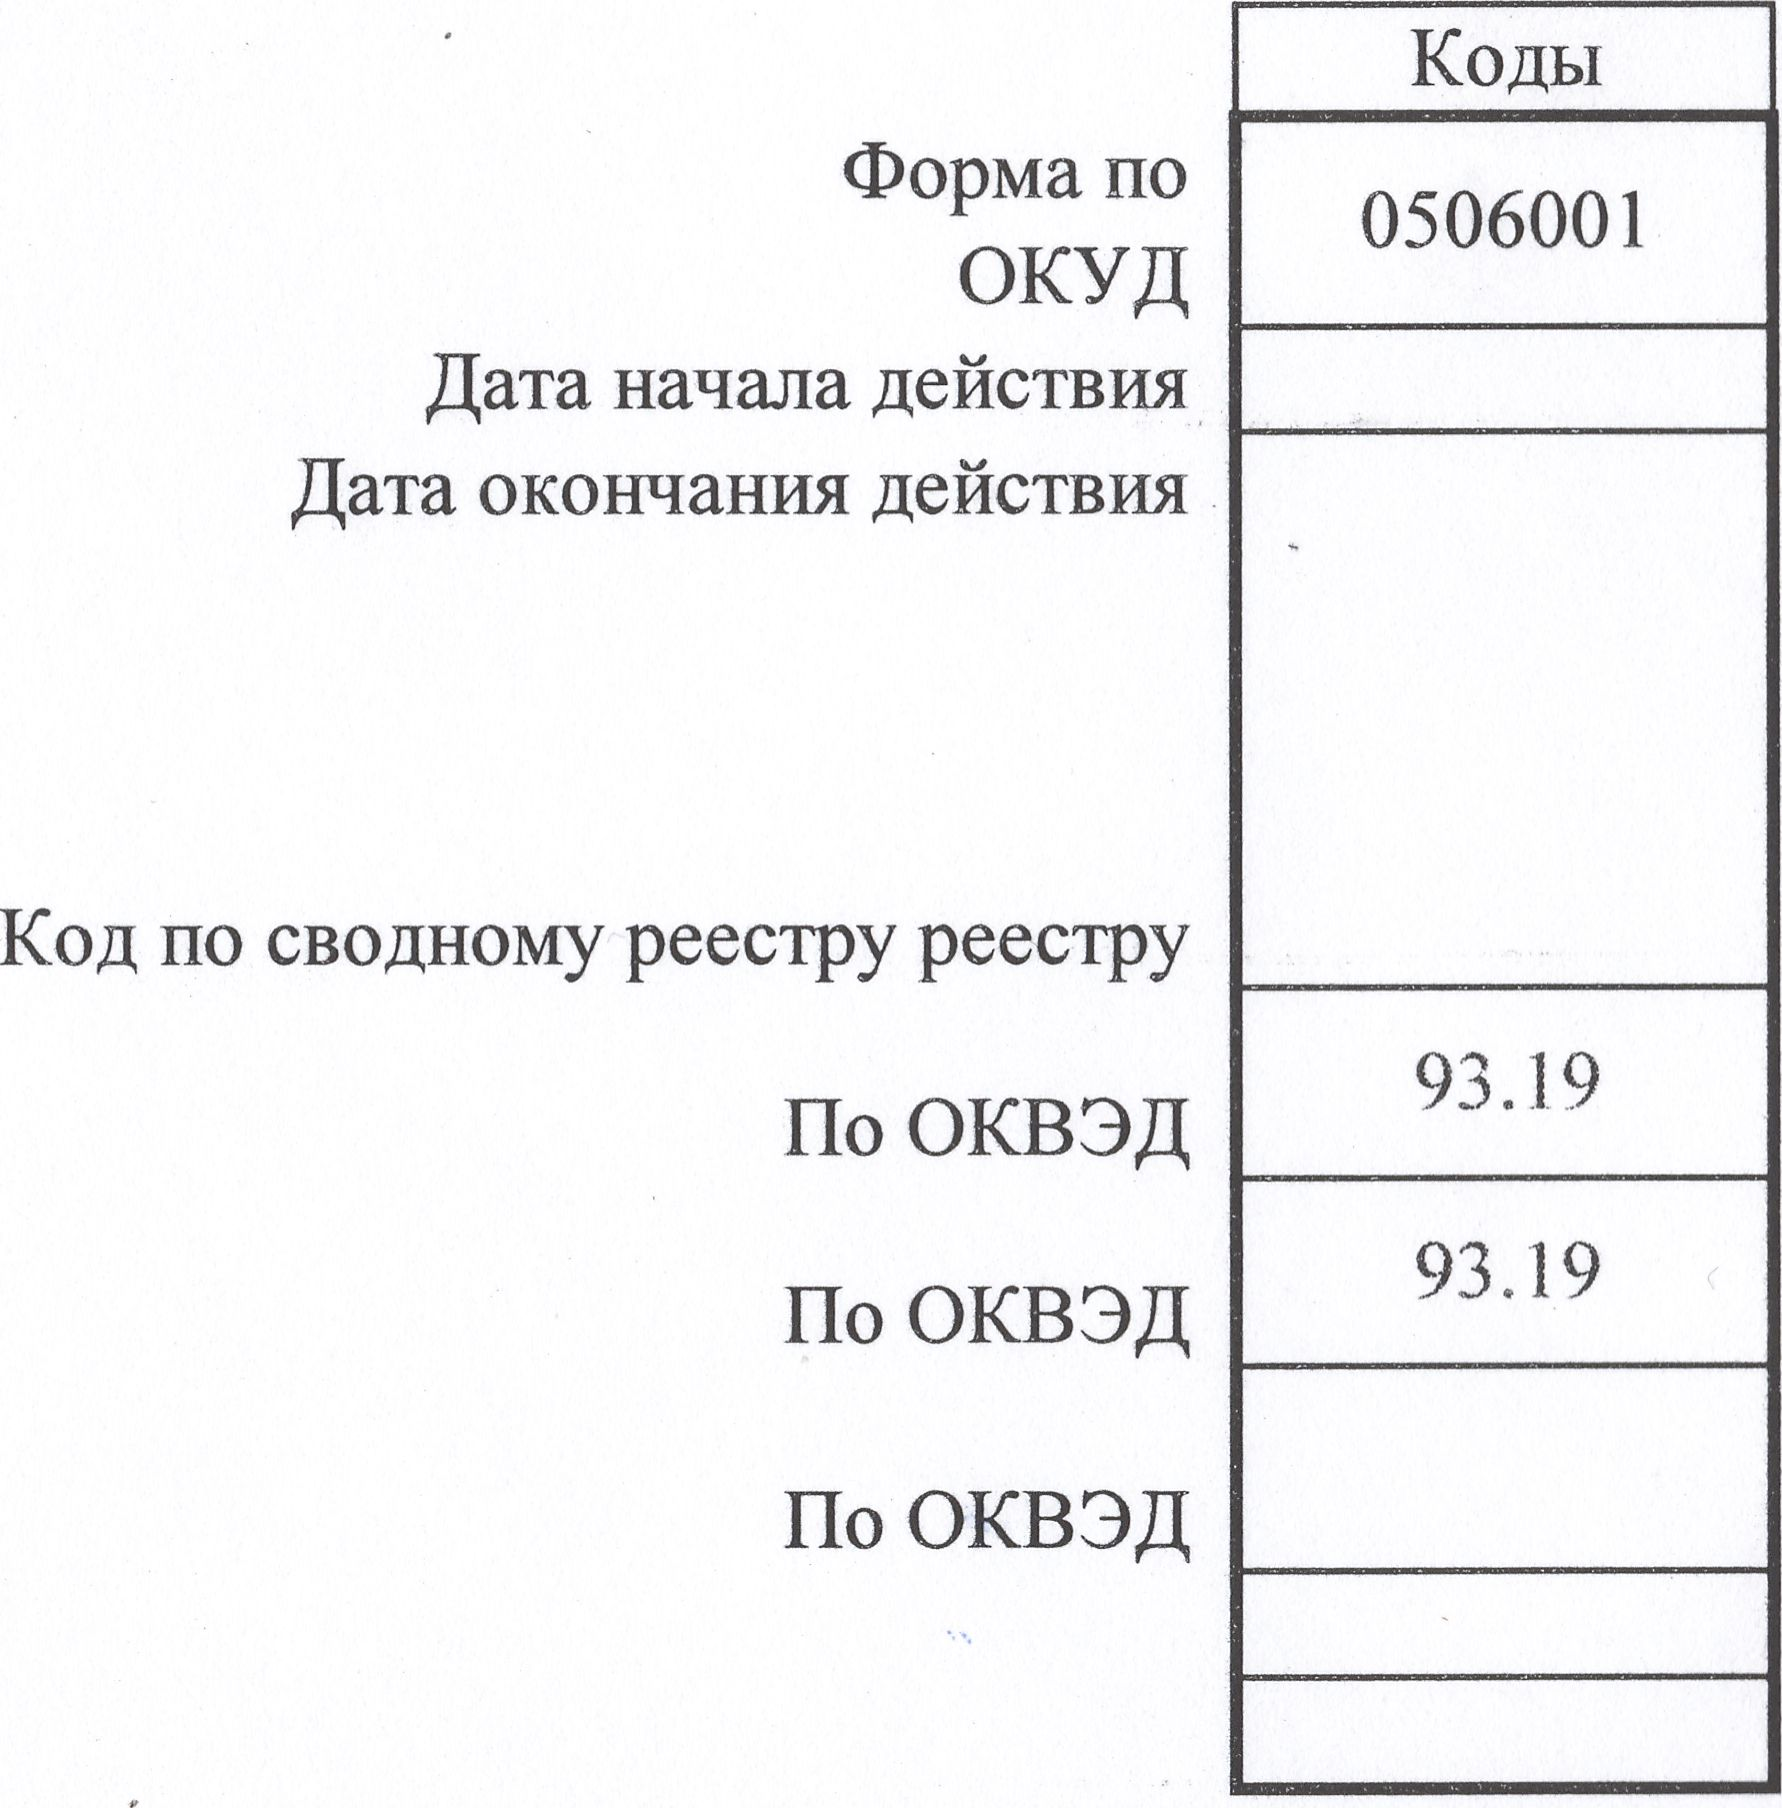 Коды
Форма по
ОКУД
0506001
Дата начала действия
Дата окончания действия
Код по сводному реестру реестру
По ОКВЭД
93.19
По ОКВЭД
93.19
По ОКВЭД